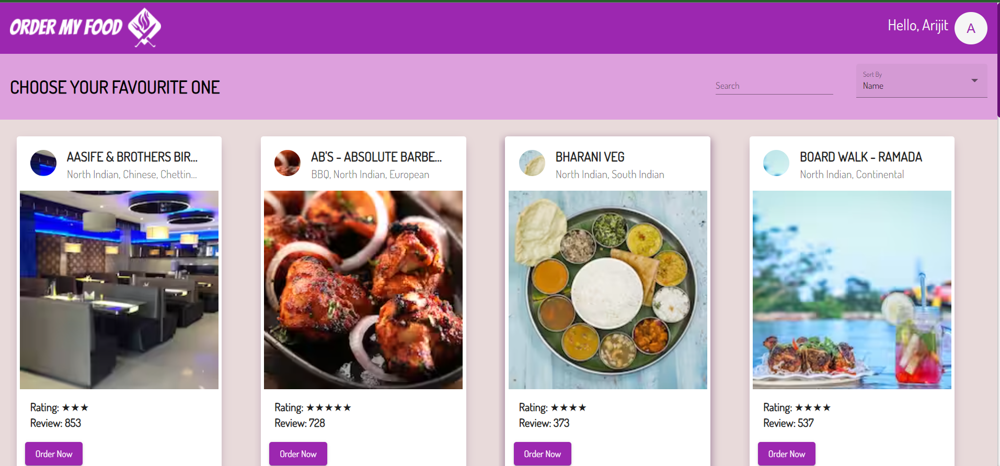 ORDER MY FOOD
Hello, Arijit
A
CHOOSE YOUR FAVOURITE ONE
Search
Sort By
Name
AASIFE & BROTHERS BIR...
North Indian, Chinese, Chettin...
Rating: ★★★
Review: 853
Order Now
AB'S - ABSOLUTE BARBE...
BBQ, North Indian, European
Rating: ★★★★★
Review: 728
Order Now
BHARANI VEG
North Indian, South Indian
Rating: ★★★★
Review: 373
Order Now
BOARD WALK - RAMADA
North Indian, Continental
Rating: ★★★★
Review: 537
Order Now